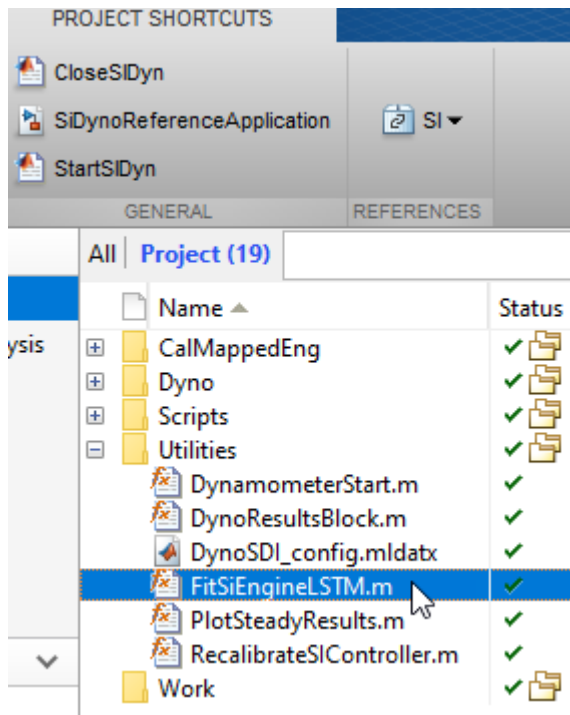 PROJECT SHORTCUTS
CloseSIDyn
SiDynoReferenceApplication
SI
StartSIDyn
GENERAL
REFERENCES
All Project (19)
Name Status
ysis
CalMappedEng
Dyno
Scripts
Utilities
DynamometerStart.m
DynoResultsBlock.m
DynoSDI_config.mldatx
FitSiEngineLSTM.m
PlotSteadyResults.m
RecalibrateSIController.m
Work